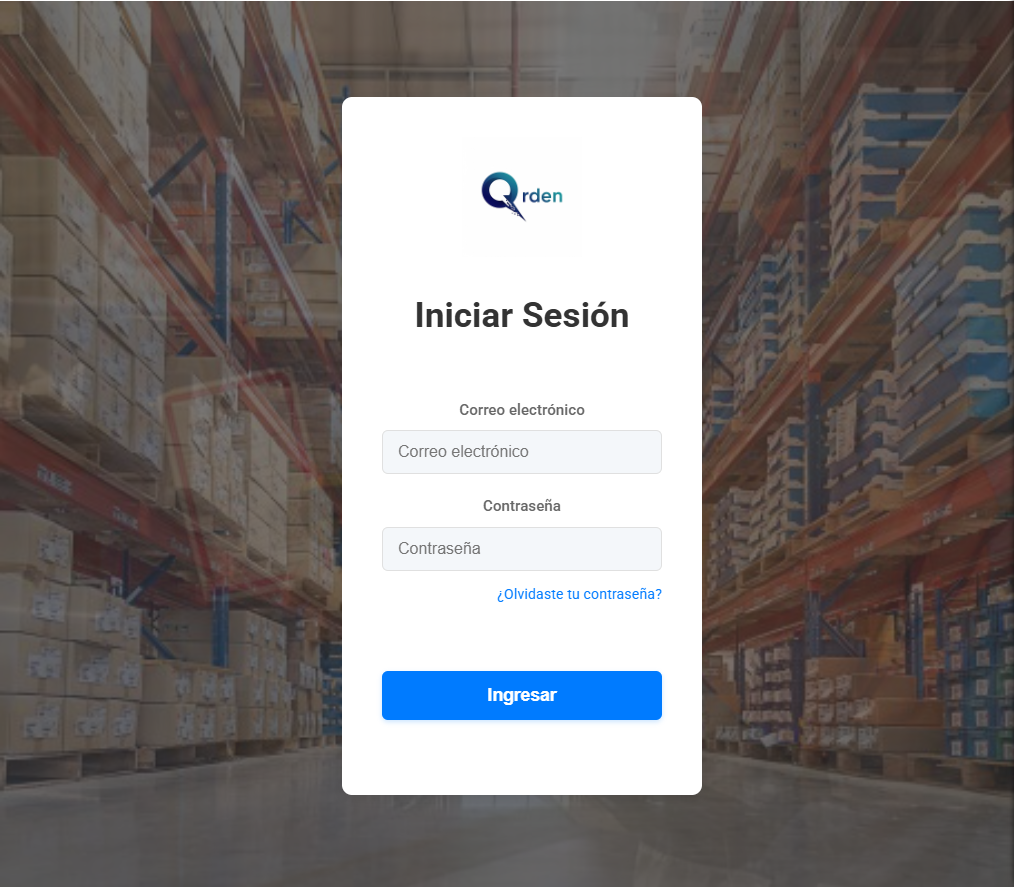 Qrden
Iniciar Sesión
Correo electrónico
Correo electrónico
Contraseña
Contraseña
¿Olvidaste tu contraseña?
Ingresar